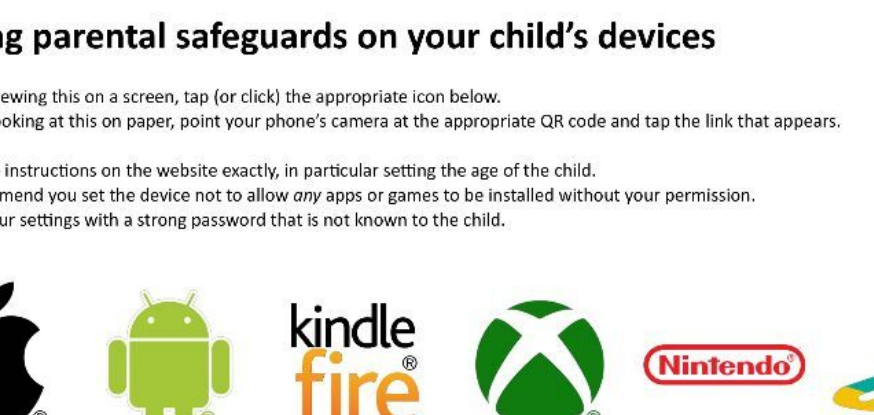 ng parental safeguards on your child's devices
ewing this on a screen, tap (or click) the appropriate icon below.
oking at this on paper, point your phone's camera at the appropriate QR code and tap the link that appears.
instructions on the website exactly, in particular setting the age of the child.
mend you set the device not to allow any apps or games to be installed without your permission.
ur settings with a strong password that is not known to the child.
kindle
fire®
Nintendo®